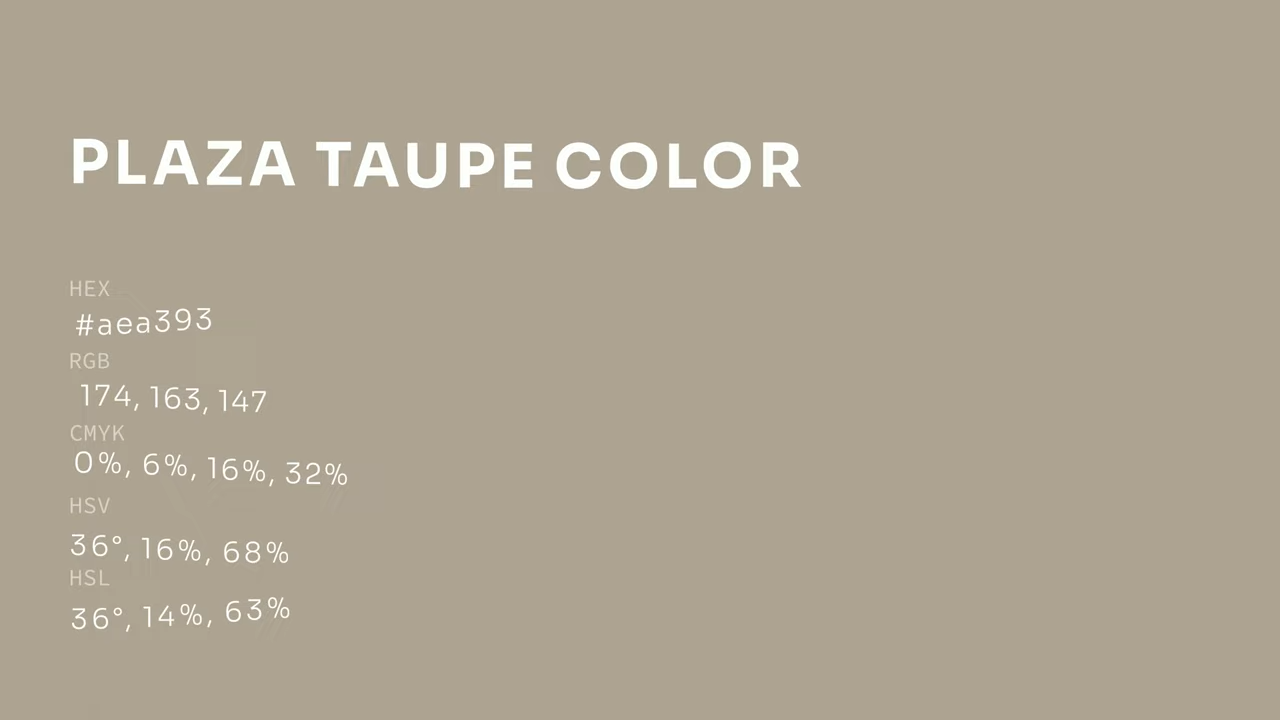 PLAZA TAUPE COLOR
HEX
#aea393
RGB
174, 163, 147
CMYK
0%, 6%, 16%, 32%
HSV
36°, 16%, 68%
HSL
36°, 14%, 63%